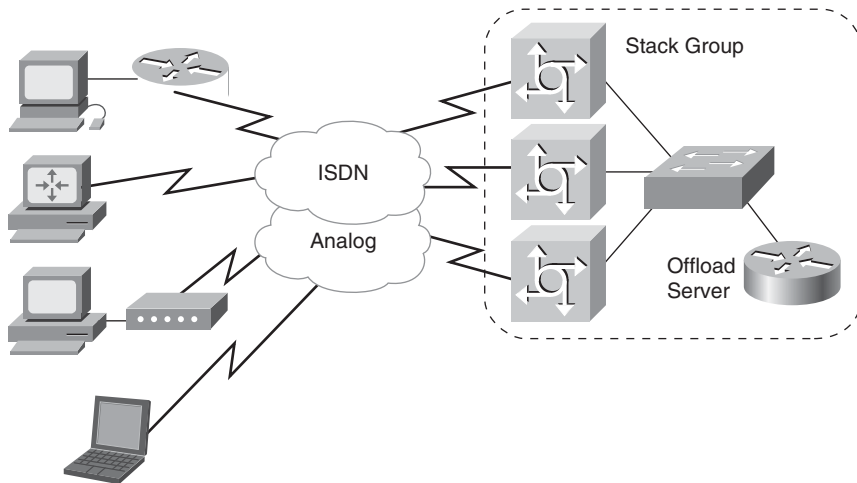 Stack Group
ISDN
Analog
Offload
Server